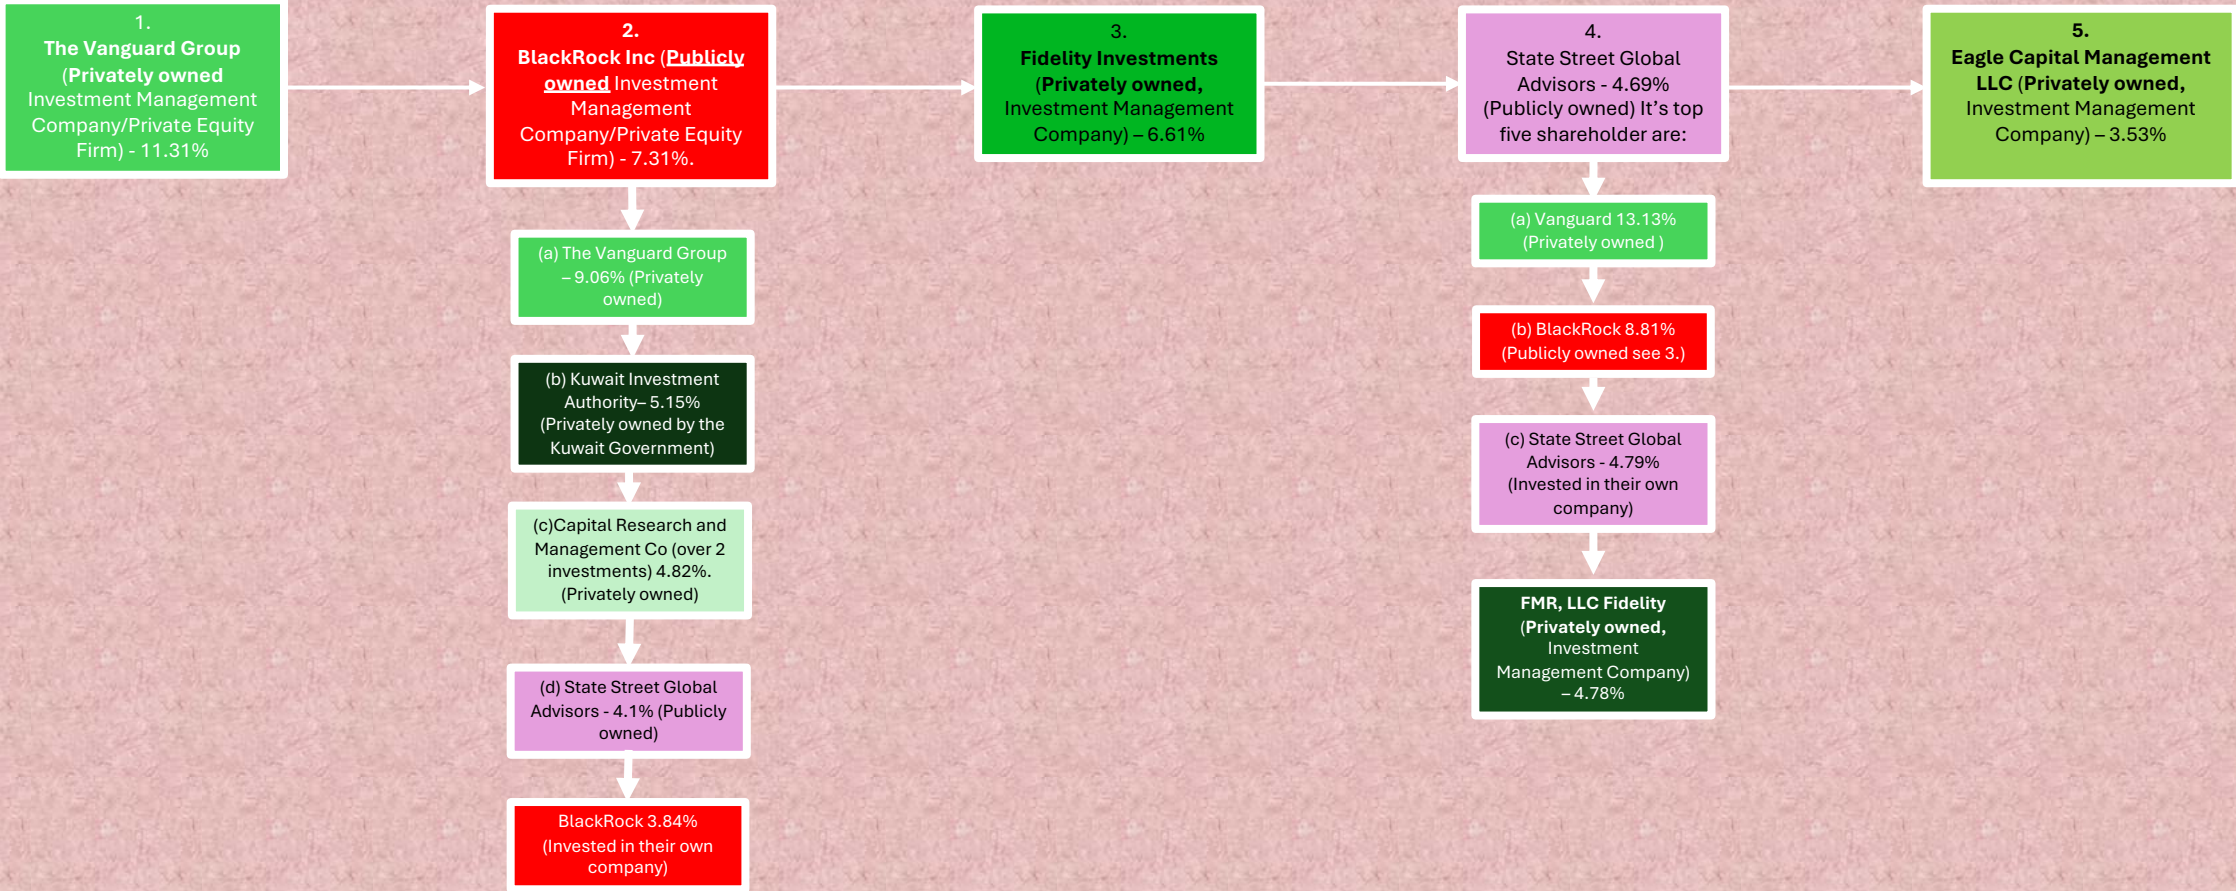 1.
The Vanguard Group
(Privately owned
Investment Management
Company/Private Equity
Firm) - 11.31%
2.
BlackRock Inc (Publicly
owned Investment
Management
Company/Private Equity
Firm) - 7.31%.
3.
Fidelity Investments
(Privately owned,
Investment Management
Company) – 6.61%
4.
State Street Global
Advisors - 4.69%
(Publicly owned) It’s top
five shareholder are:
5.
Eagle Capital Management
LLC (Privately owned,
Investment Management
Company) – 3.53%
(a) The Vanguard Group
– 9.06% (Privately
owned)
(b) Kuwait Investment
Authority– 5.15%
(Privately owned by the
Kuwait Government)
(c)Capital Research and
Management Co (over 2
investments) 4.82%.
(Privately owned)
(d) State Street Global
Advisors - 4.1% (Publicly
owned)
BlackRock 3.84%
(Invested in their own
company)
(a) Vanguard 13.13%
(Privately owned )
(b) BlackRock 8.81%
(Publicly owned see 3.)
(c) State Street Global
Advisors - 4.79%
(Invested in their own
company)
FMR, LLC Fidelity
(Privately owned,
Investment
Management Company)
– 4.78%